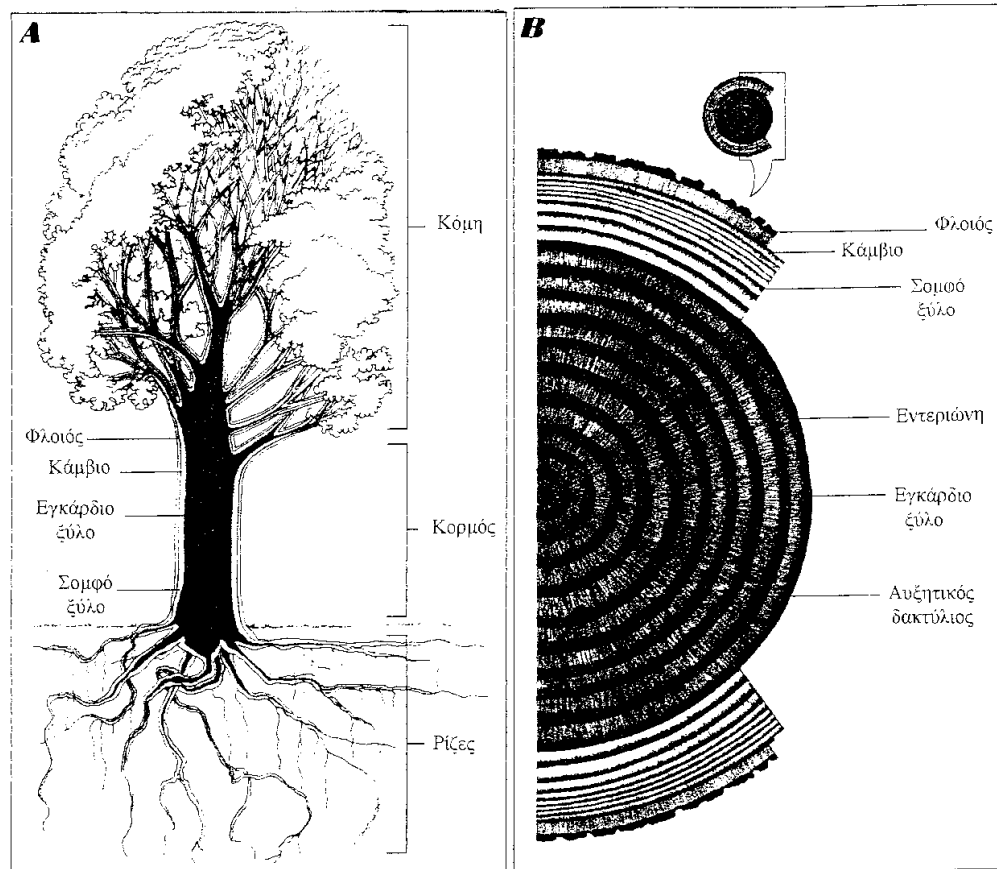 A
Κόμη
Φλοιός
Κάμβιο
Εγκάρδιο
ξύλο
Σομφό
ξύλο
Κορμός
Ρίζες
B
Φλοιός
Κάμβιο
Σομφό
ξύλο
Εντεριώνη
Εγκάρδιο
ξύλο
Αυξητικός
δακτύλιος